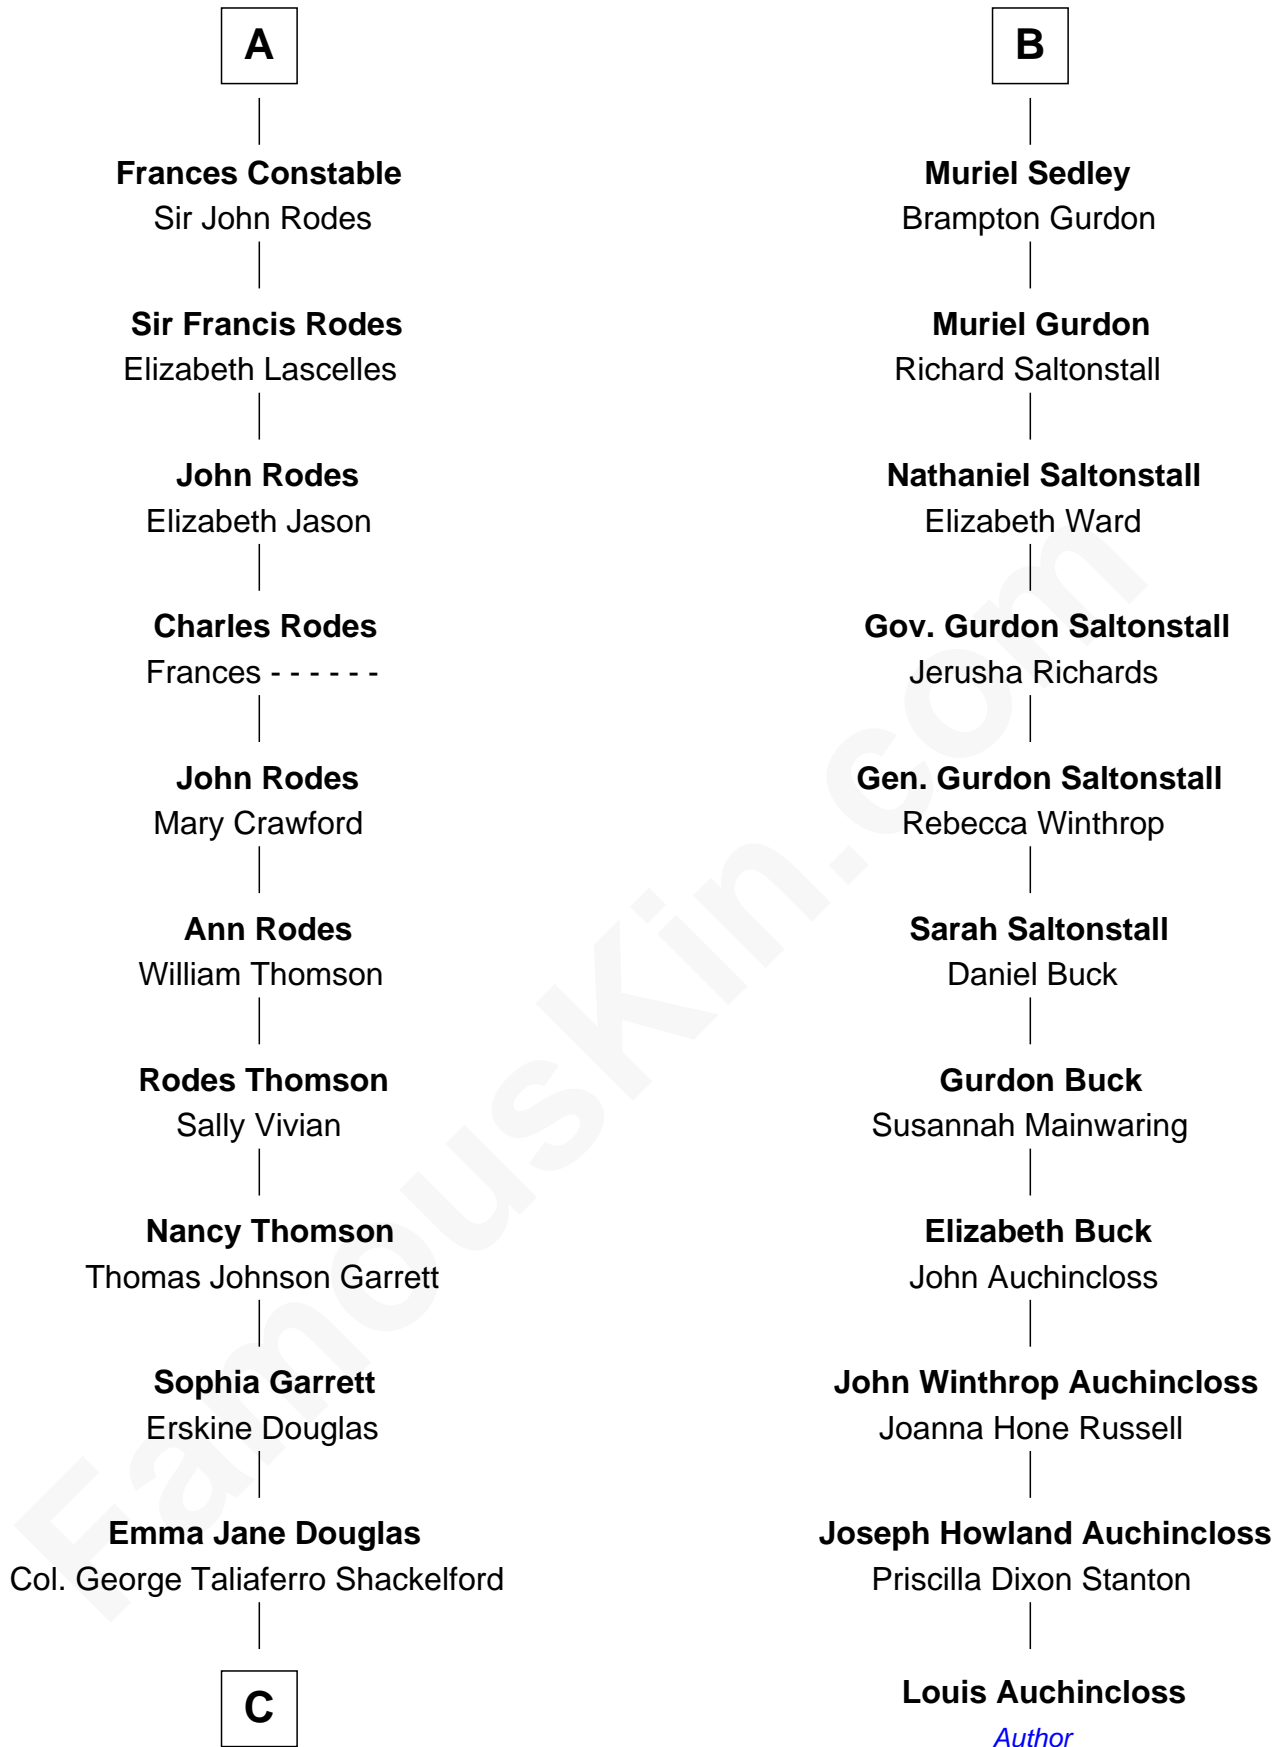 A
Frances Constable
Sir John Rodes
Sir Francis Rodes
Elizabeth Lascelles
John Rodes
Elizabeth Jason
Charles Rodes
Frances - - - - - -
John Rodes
Mary Crawford
Ann Rodes
William Thomson
Rodes Thomson
Sally Vivian
Nancy Thomson
Thomas Johnson Garrett
Sophia Garrett
Erskine Douglas
Emma Jane Douglas
Col. George Taliaferro Shackelford
C
B
Muriel Sedley
Brampton Gurdon
Muriel Gurdon
Richard Saltonstall
Nathaniel Saltonstall
Elizabeth Ward
Gov. Gurdon Saltonstall
Jerusha Richards
Gen. Gurdon Saltonstall
Rebecca Winthrop
Sarah Saltonstall
Daniel Buck
Gurdon Buck
Susannah Mainwaring
Elizabeth Buck
John Auchincloss
John Winthrop Auchincloss
Joanna Hone Russell
Joseph Howland Auchincloss
Priscilla Dixon Stanton
Louis Auchincloss
Author
FamousKin.com